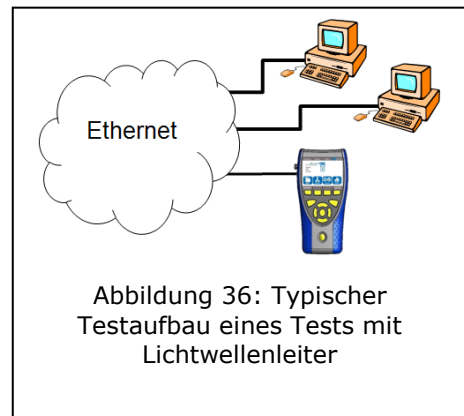 Ethernet
Abbildung 36: Typischer
Testaufbau eines Tests mit
Lichtwellenleiter